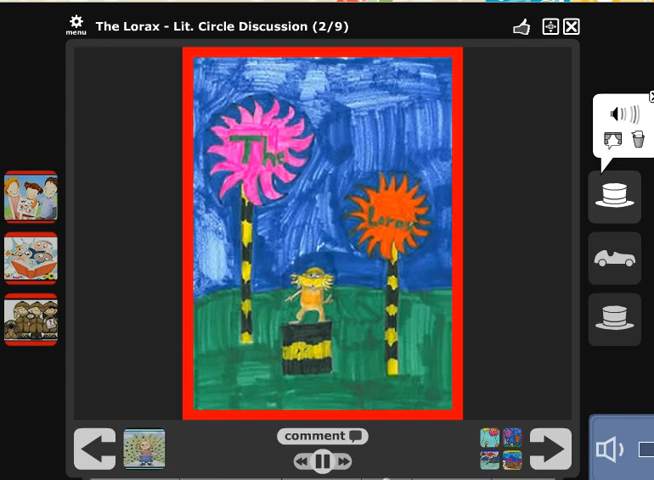 menu
The Lorax - Lit. Circle Discussion (2/9)
The
Lorax
comment